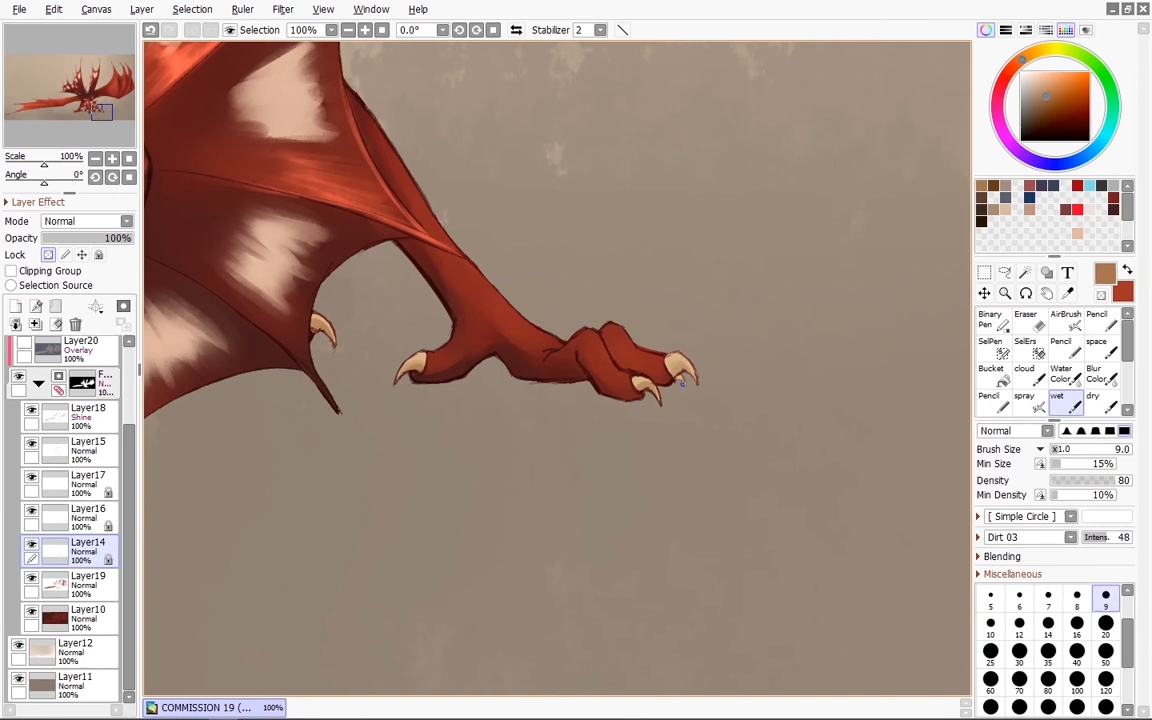 File Edit Canvas Layer Selection Ruler Filter View Window Help
Selection 100% 0.0° Stabilizer 2
Scale 100%
Angle 0°
Layer Effect
Mode Normal
Opacity 100%
Lock
Clipping Group
Selection Source
Layer20
Overlay
100%
F...
N...
10...
Layer18
Shine
100%
Layer15
Normal
100%
Layer17
Normal
100%
Layer16
Normal
100%
Layer14
Normal
100%
Layer19
Normal
100%
Layer10
Normal
100%
Layer12
Normal
100%
Layer11
Normal
100%
COMMISSION 19 (... 100%
T
Binary Pen Eraser AirBrush Pencil
SelPen SelErs Pencil space
Bucket cloud Water Color Blur Color
Pencil spray wet dry
Normal
Brush Size x1.0 9.0
Min Size 15%
Density 80
Min Density 10%
[ Simple Circle ]
Dirt 03 Intens. 48
Blending
Miscellaneous
5 6 7 8 9
10 12 14 16 20
25 30 35 40 50
60 70 80 100 120